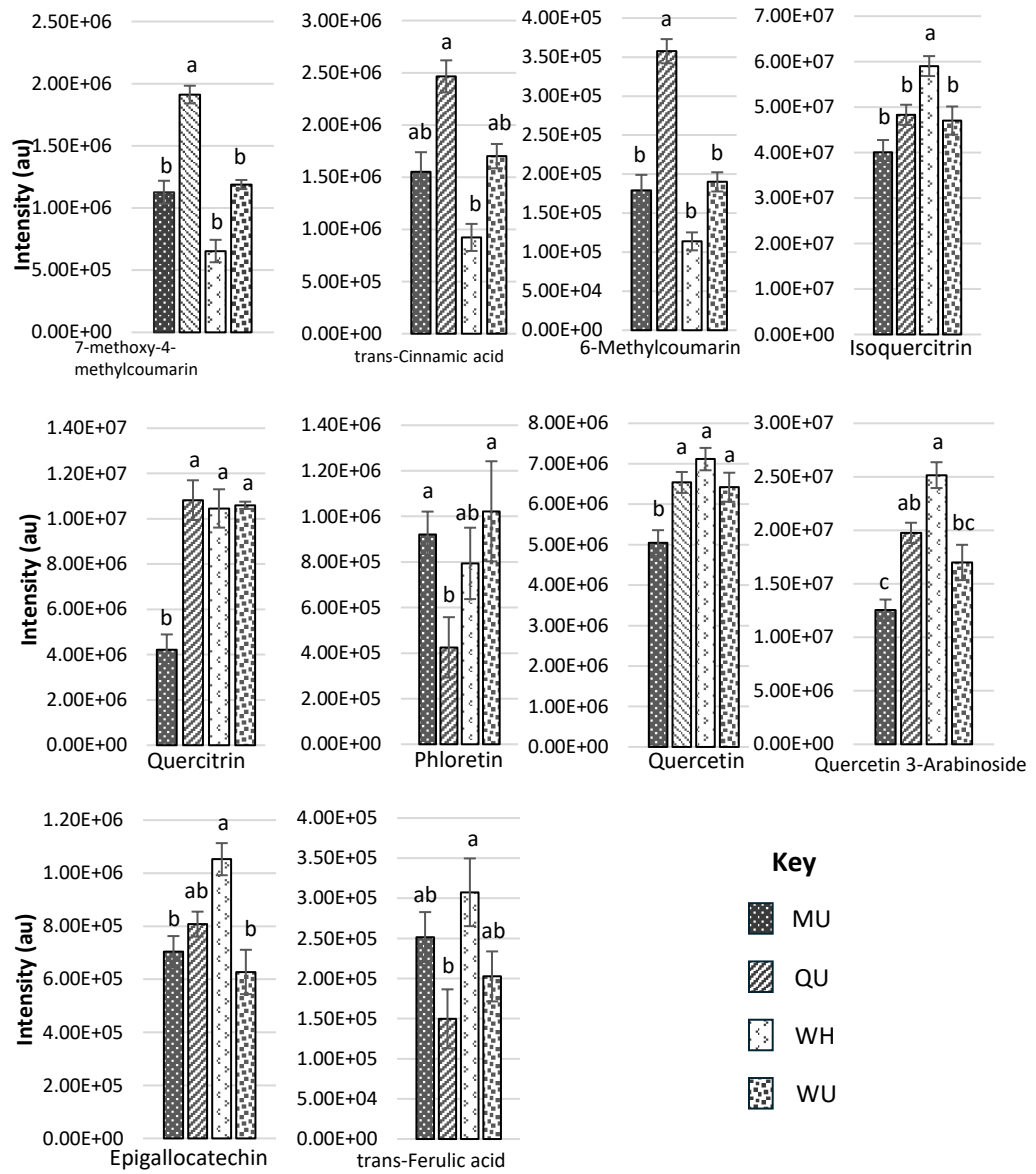 Intensity (au)
2.50E+06
2.00E+06
1.50E+06
1.00E+06
5.00E+05
0.00E+00
b
a
b
b
7-methoxy-4-
methylcoumarin
3.00E+06
2.50E+06
2.00E+06
1.50E+06
1.00E+06
5.00E+05
0.00E+00
ab
a
b
ab
trans-Cinnamic acid
4.00E+05
3.50E+05
3.00E+05
2.50E+05
2.00E+05
1.50E+05
1.00E+05
5.00E+04
0.00E+00
b
a
b
b
6-Methylcoumarin
7.00E+07
6.00E+07
5.00E+07
4.00E+07
3.00E+07
2.00E+07
1.00E+07
0.00E+00
b
b
a
b
Isoquercitrin
Intensity (au)
1.40E+07
1.20E+07
1.00E+07
8.00E+06
6.00E+06
4.00E+06
2.00E+06
0.00E+00
b
a
a
a
Quercitrin
1.40E+06
1.20E+06
1.00E+06
8.00E+05
6.00E+05
4.00E+05
2.00E+05
0.00E+00
a
b
ab
a
Phloretin
8.00E+06
7.00E+06
6.00E+06
5.00E+06
4.00E+06
3.00E+06
2.00E+06
1.00E+06
0.00E+00
b
a
a
a
Quercetin
3.00E+07
2.50E+07
2.00E+07
1.50E+07
1.00E+07
5.00E+06
0.00E+00
c
ab
a
bc
Quercetin 3-Arabinoside
Intensity (au)
1.20E+06
1.00E+06
8.00E+05
6.00E+05
4.00E+05
2.00E+05
0.00E+00
b
ab
a
b
Epigallocatechin
4.00E+05
3.50E+05
3.00E+05
2.50E+05
2.00E+05
1.50E+05
1.00E+05
5.00E+04
0.00E+00
ab
b
a
ab
trans-Ferulic acid
Key
MU
QU
WH
WU